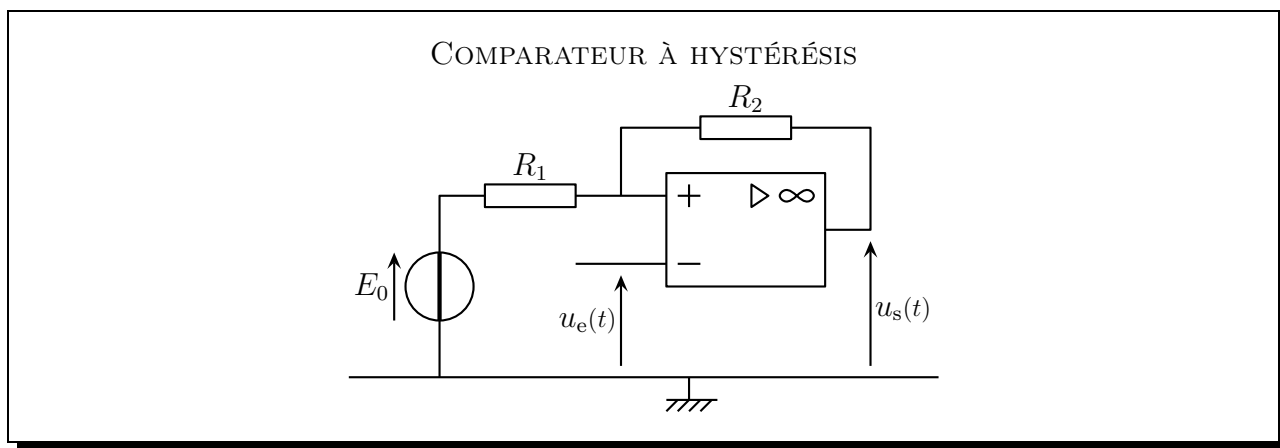 Comparateur à hystérésis
R₂
R₁
+ ▷ ∞
−
E₀
uₑ(t)
uₛ(t)